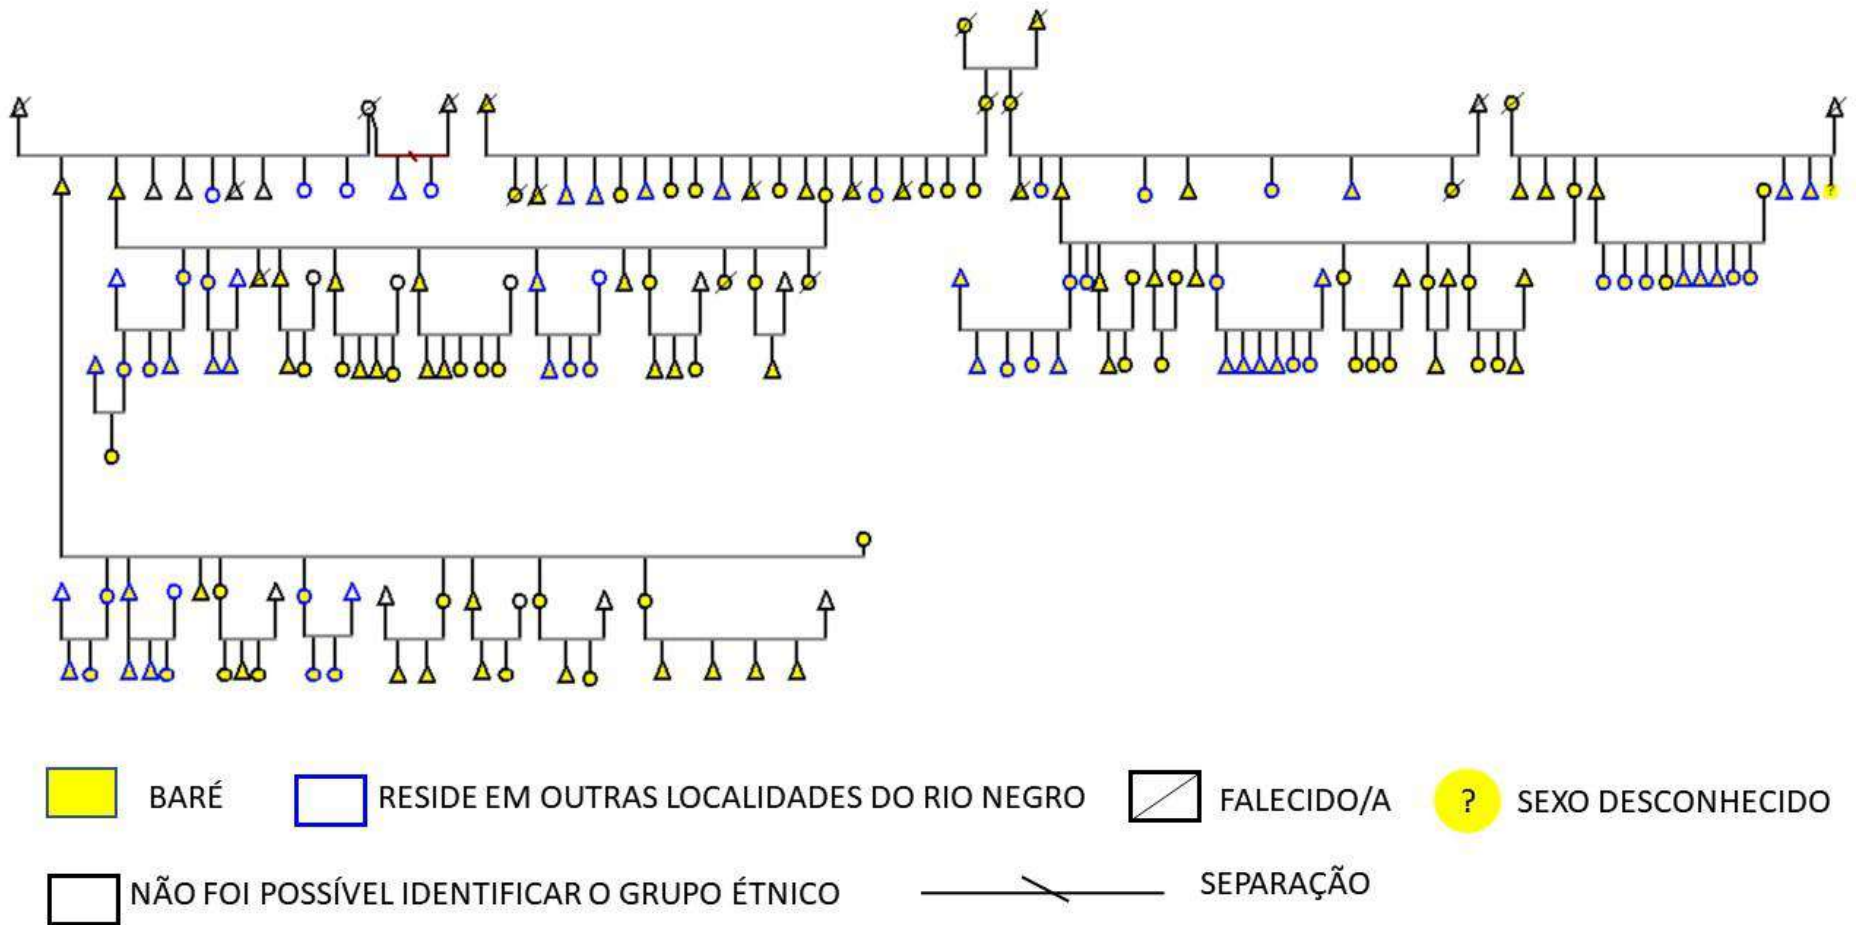 ?
BARÉ
RESIDE EM OUTRAS LOCALIDADES DO RIO NEGRO
FALECIDO/A
?
SEXO DESCONHECIDO
NÃO FOI POSSÍVEL IDENTIFICAR O GRUPO ÉTNICO
SEPARAÇÃO